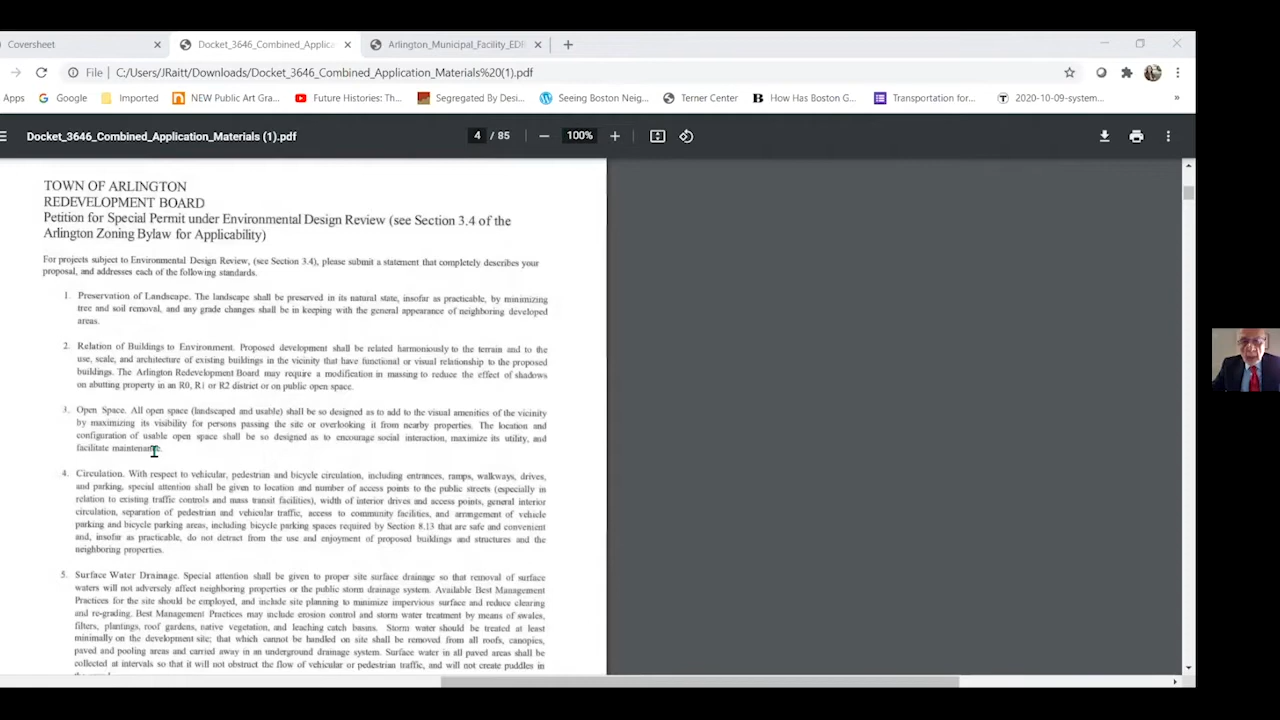 Coversheet
Docket_3646_Combined_Applica
Arlington_Municipal_Facility_EDR
File
C:/Users/JRaitt/Downloads/Docket_3646_Combined_Application_Materials%20(1).pdf
Apps
Google
Imported
NEW Public Art Gra...
Future Histories: Th...
Segregated By Desi...
Seeing Boston Neig...
Terner Center
How Has Boston G...
Transportation for...
2020-10-09-system...
»
Docket_3646_Combined_Application_Materials (1).pdf
4 / 85
100%
TOWN OF ARLINGTON
REDEVELOPMENT BOARD
Petition for Special Permit under Environmental Design Review (see Section 3.4 of the
Arlington Zoning Bylaw for Applicability)
For projects subject to Environmental Design Review, (see Section 3.4), please submit a statement that completely describes your
proposal, and addresses each of the following standards.
1. Preservation of Landscape. The landscape shall be preserved in its natural state, insofar as practicable, by minimizing
tree and soil removal, and any grade changes shall be in keeping with the general appearance of neighboring developed
areas.
2. Relation of Buildings to Environment. Proposed development shall be related harmoniously to the terrain and to the
use, scale, and architecture of existing buildings in the vicinity that have functional or visual relationship to the proposed
buildings. The Arlington Redevelopment Board may require a modification in massing to reduce the effect of shadows
on abutting property in an R0, R1 or R2 district or on public open space.
3. Open Space. All open space (landscaped and usable) shall be so designed as to add to the visual amenities of the vicinity
by maximizing its visibility for persons passing the site or overlooking it from nearby properties. The location and
configuration of usable open space shall be so designed as to encourage social interaction, maximize its utility, and
facilitate maintenance.
4. Circulation. With respect to vehicular, pedestrian and bicycle circulation, including entrances, ramps, walkways, drives,
and parking, special attention shall be given to location and number of access points to the public streets (especially in
relation to existing traffic controls and mass transit facilities), width of interior drives and access points, general interior
circulation, separation of pedestrian and vehicular traffic, access to community facilities, and arrangement of vehicle
parking and bicycle parking areas, including bicycle parking spaces required by Section 8.13 that are safe and convenient
and, insofar as practicable, do not detract from the use and enjoyment of proposed buildings and structures and the
neighboring properties.
5. Surface Water Drainage. Special attention shall be given to proper site surface drainage so that removal of surface
waters will not adversely affect neighboring properties or the public storm drainage system. Available Best Management
Practices for the site should be employed, and include site planning to minimize impervious surface and reduce clearing
and re-grading. Best Management Practices may include erosion control and storm water treatment by means of swales,
filters, plantings, roof gardens, native vegetation, and leaching catch basins. Storm water should be treated at least
minimally on the development site; that which cannot be handled on site shall be removed from all roofs, canopies,
paved and pooling areas and carried away in an underground drainage system. Surface water in all paved areas shall be
collected at intervals so that it will not obstruct the flow of vehicular or pedestrian traffic, and will not create puddles in